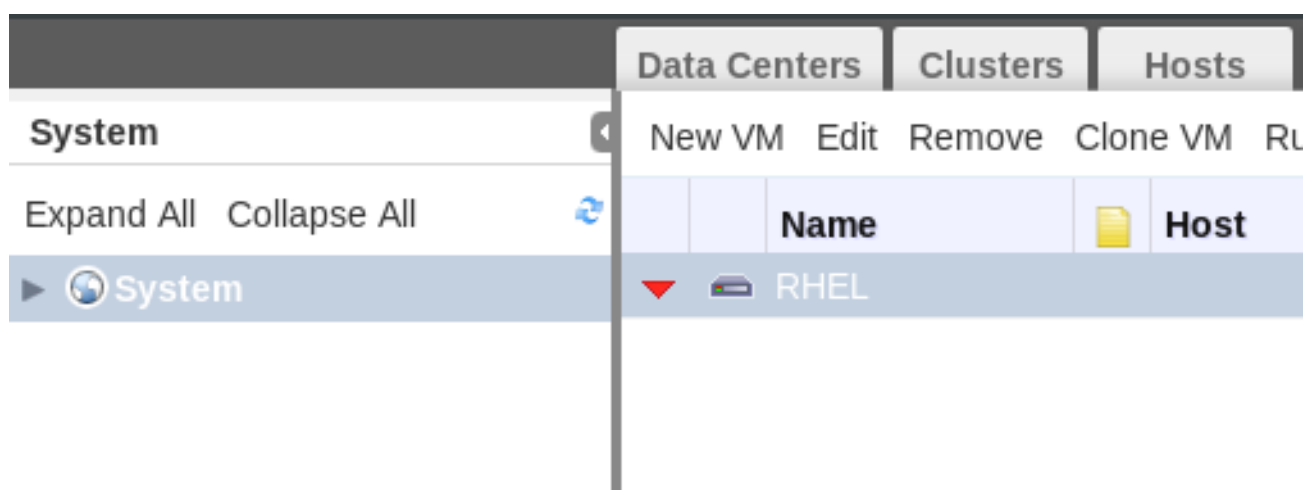 Data Centers Clusters Hosts
System
New VM Edit Remove Clone VM
Expand All Collapse All
Name Host
System
RHEL